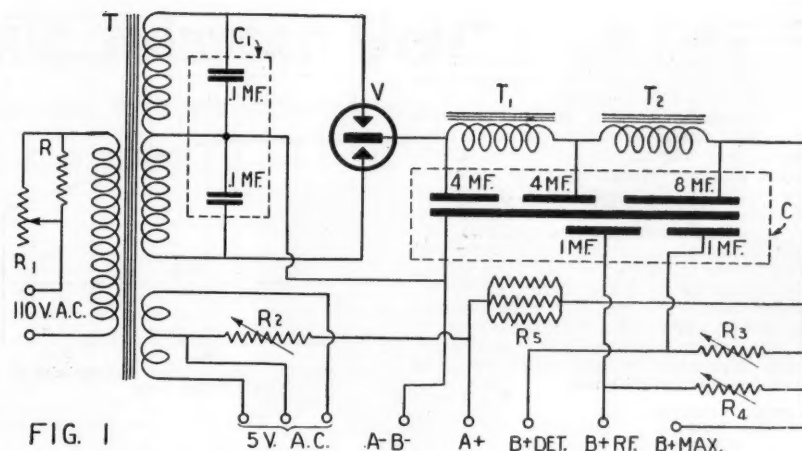 T
C1
.1 MF.
.1 MF.
V
T1
T2
4 MF.
4 MF.
8 MF.
1 MF.
1 MF.
C
R
R1
110 V. A.C.
R2
R5
R3
R4
5 V. A.C.
A- B-
A+
B+ DET.
B+ RF.
B+ MAX.
FIG. 1